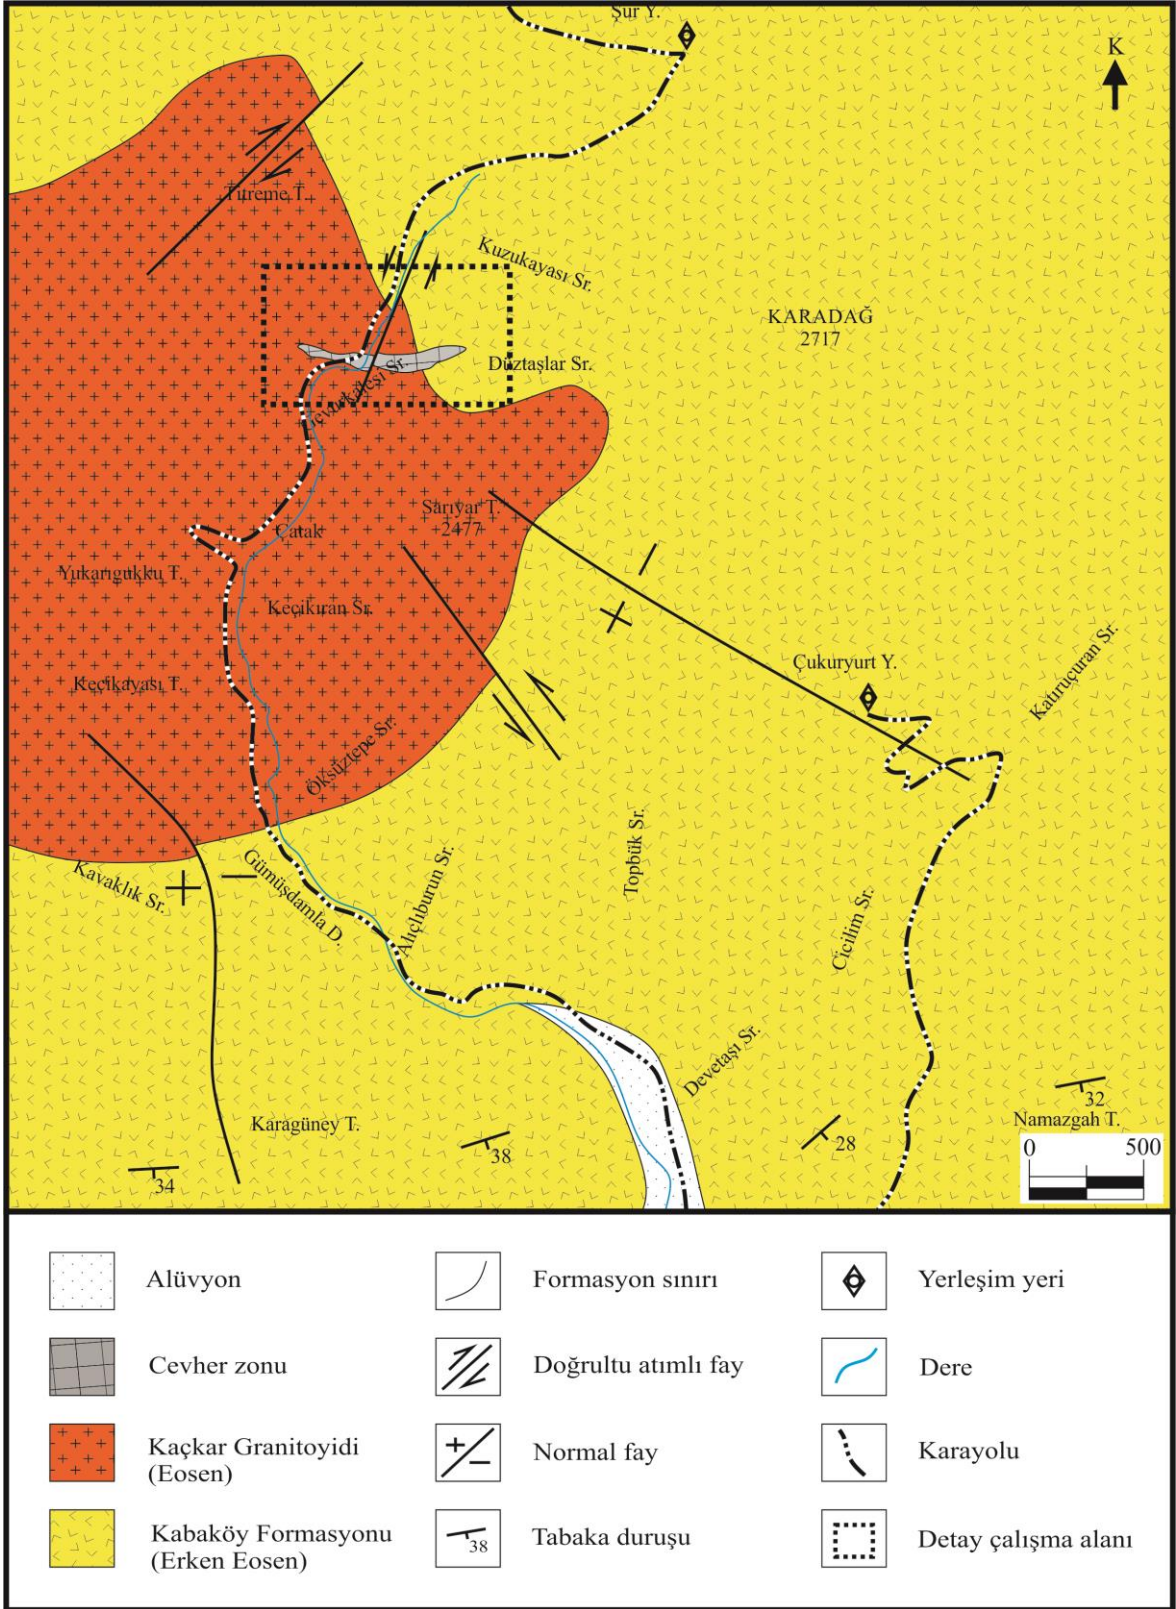 Şur Y.
K
Titreme T.
Kuzukayası Sr.
KARADAĞ
2717
Düztaşlar Sr.
Sarıyar T.
2477
Çatak
Yukarıgukku T.
Keçikıran Sr.
Çukuryurt Y.
Katıruçuran Sr.
Keçikayası T.
Öksüztepe Sr.
Topbük Sr.
Kavaklık Sr.
Gümüşdamla D.
Alıçlıburun Sr.
Cicilim Sr.
Devetaşı Sr.
32
Namazgah T.
Karagüney T.
38
28
0 500
34
Alüvyon
Formasyon sınırı
Yerleşim yeri
Cevher zonu
Doğrultu atımlı fay
Dere
Kaçkar Granitoyidi
(Eosen)
Normal fay
Karayolu
Kabaköy Formasyonu
(Erken Eosen)
38
Tabaka duruşu
Detay çalışma alanı